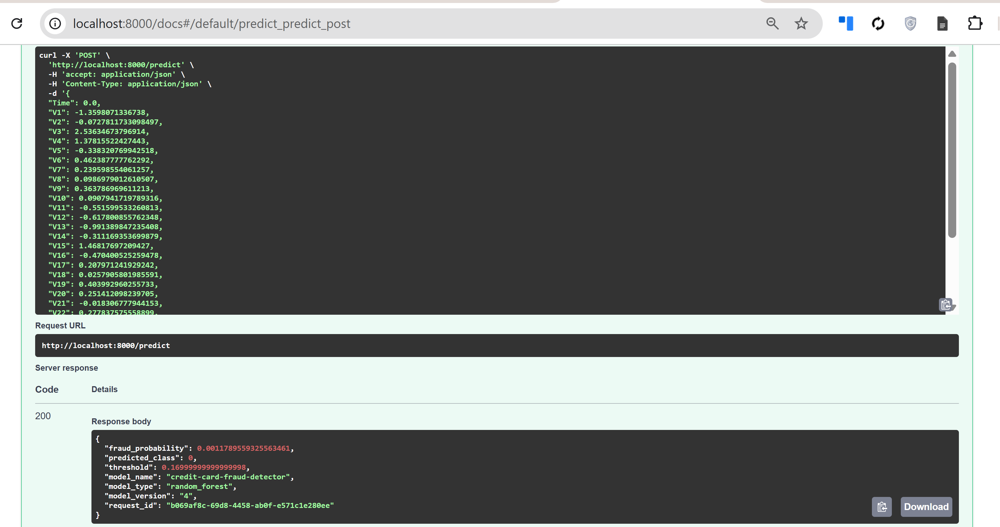 localhost:8000/docs#/default/predict_predict_post
curl -X 'POST' \
'http://localhost:8000/predict' \
-H 'accept: application/json' \
-H 'Content-Type: application/json' \
-d '{
"Time": 0.0,
"V1": -1.3598071336738,
"V2": -0.0727811733098497,
"V3": 2.53634673796914,
"V4": 1.37815522427443,
"V5": -0.338320769942518,
"V6": 0.462387777762292,
"V7": 0.239598554061257,
"V8": 0.0986979012610507,
"V9": 0.363786969611213,
"V10": 0.0907941719789316,
"V11": -0.551599533260813,
"V12": -0.617800855762348,
"V13": -0.991389847235408,
"V14": -0.311169353699879,
"V15": 1.46817697209427,
"V16": -0.470400525259478,
"V17": 0.207971241929242,
"V18": 0.0257905801985591,
"V19": 0.403992960255733,
"V20": 0.251412098239705,
"V21": -0.018306777944153,
"V22": 0.277837575558899,
Request URL
http://localhost:8000/predict
Server response
Code Details
200
Response body
{
"fraud_probability": 0.0011789559325563461,
"predicted_class": 0,
"threshold": 0.16999999999999998,
"model_name": "credit-card-fraud-detector",
"model_type": "random_forest",
"model_version": "4",
"request_id": "b069af8c-69d8-4458-ab0f-e571c1e280ee"
}
Download